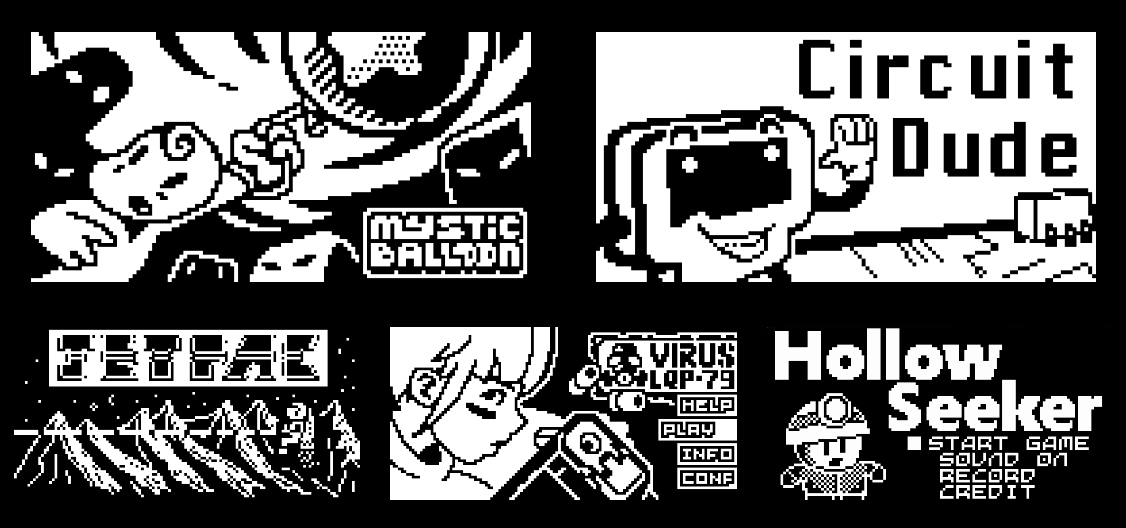 MYSTIC
BALLOON
Circuit
Dude
JETPAC
VIRUS
LQP-79
HELP
PLAY
INFO
CONF
Hollow
Seeker
START GAME
SOUND ON
RECORD
CREDIT